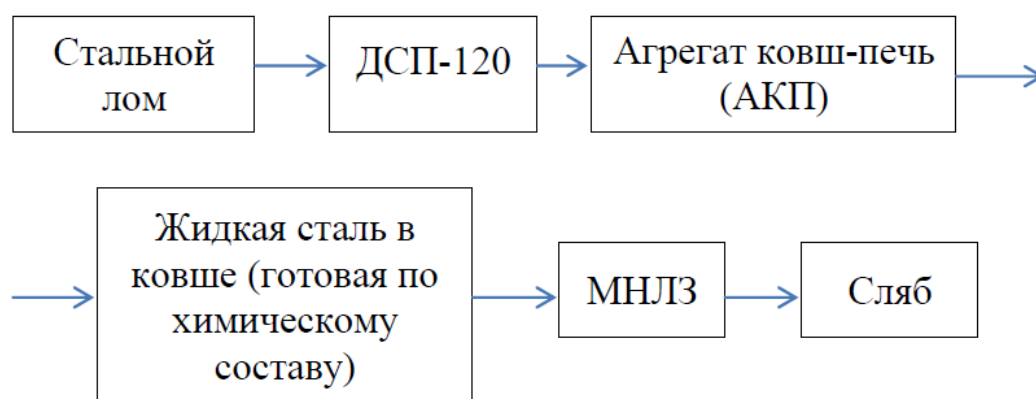 Стальной
лом
ДСП-120
Агрегат ковш-печь
(АКП)
Жидкая сталь в
ковше (готовая по
химическому
составу)
МНЛЗ
Сляб